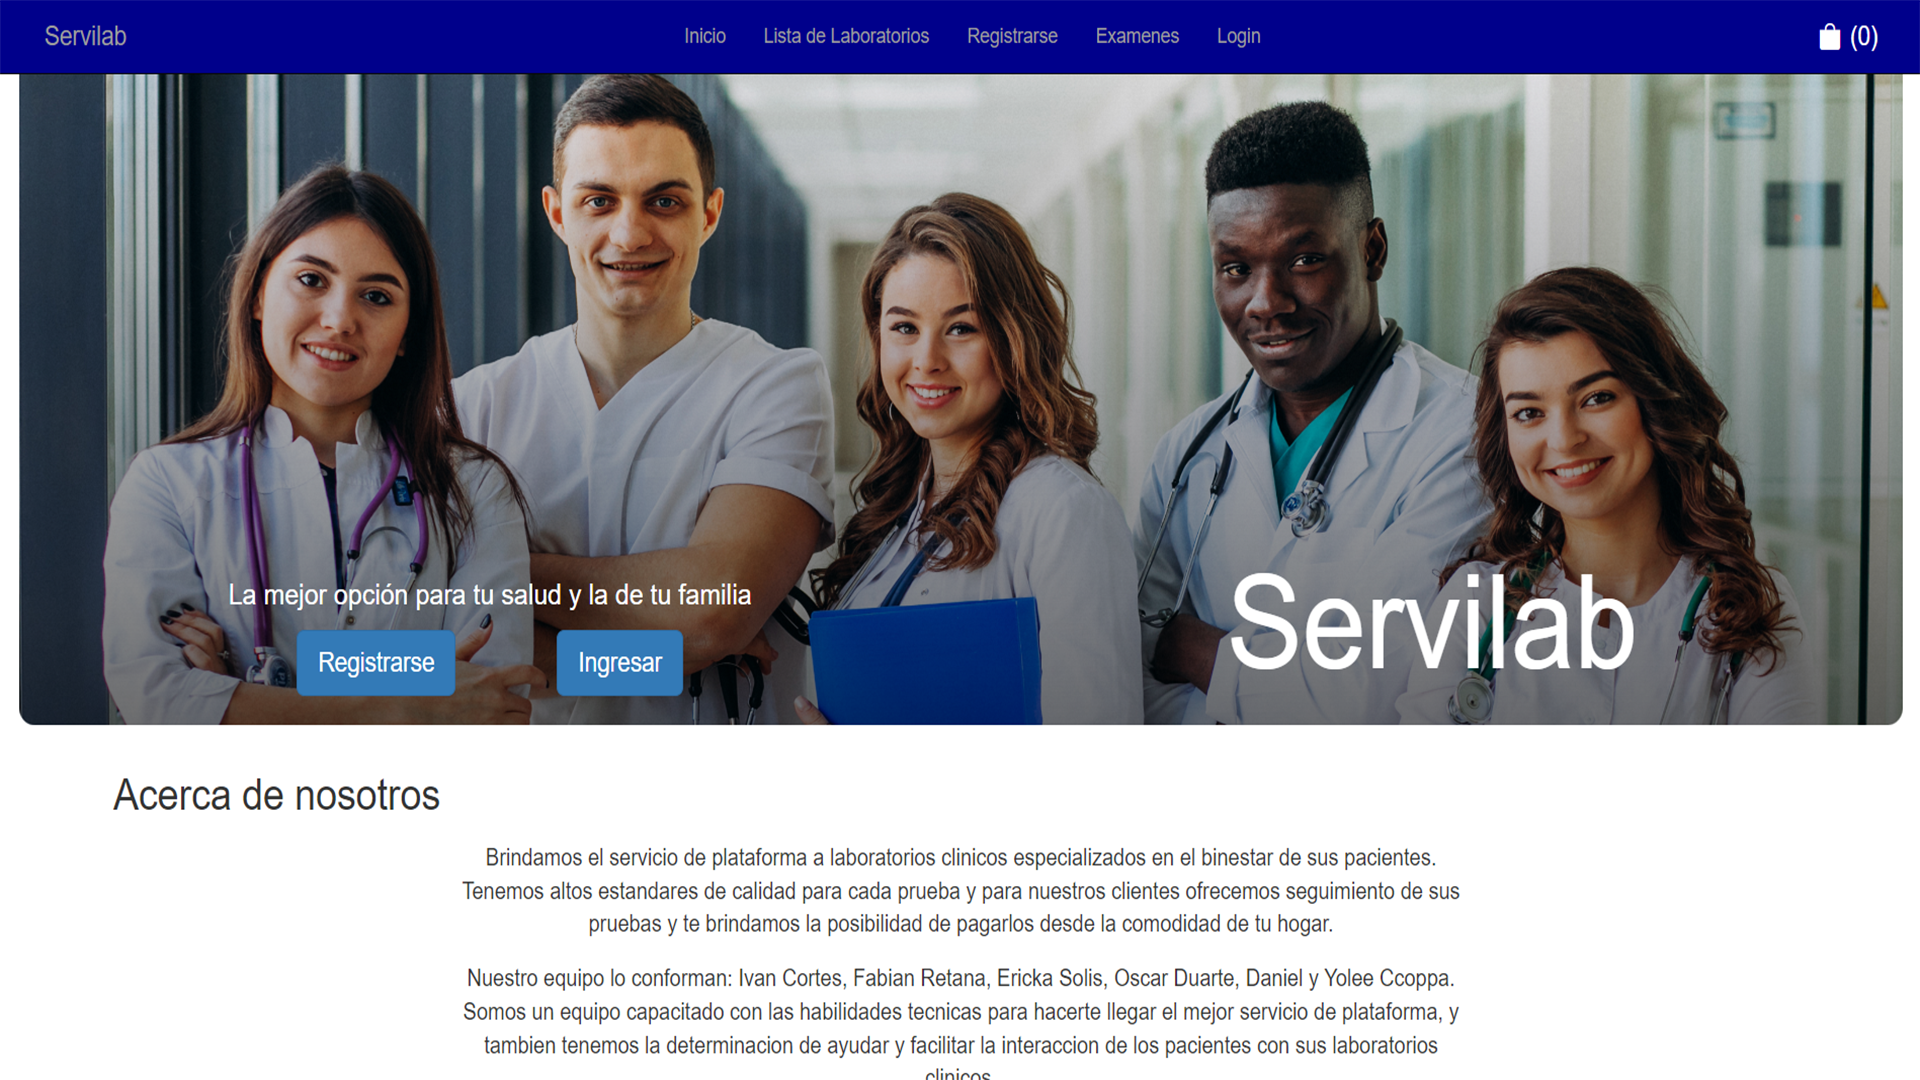 Servilab
Inicio
Lista de Laboratorios
Registrarse
Examenes
Login
(0)
La mejor opción para tu salud y la de tu familia
Registrarse
Ingresar
Servilab
Acerca de nosotros
Brindamos el servicio de plataforma a laboratorios clinicos especializados en el binestar de sus pacientes.
Tenemos altos estandares de calidad para cada prueba y para nuestros clientes ofrecemos seguimiento de sus
pruebas y te brindamos la posibilidad de pagarlos desde la comodidad de tu hogar.
Nuestro equipo lo conforman: Ivan Cortes, Fabian Retana, Ericka Solis, Oscar Duarte, Daniel y Yolee Ccoppa.
Somos un equipo capacitado con las habilidades tecnicas para hacerte llegar el mejor servicio de plataforma, y
tambien tenemos la determinacion de ayudar y facilitar la interaccion de los pacientes con sus laboratorios
clinicos.